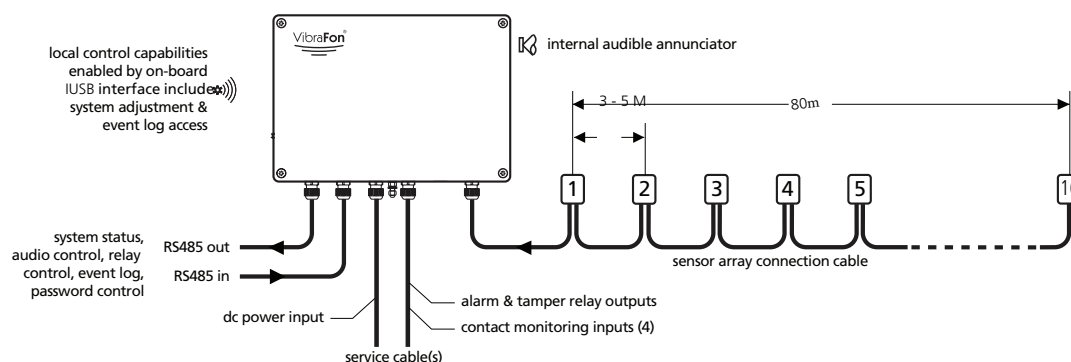 VibraFon®
internal audible annunciator
local control capabilities
enabled by on-board
IUSB interface includes
system adjustment &
event log access
3 - 5 M
80m
1
2
3
4
5
system status,
audio control, relay
control, event log,
password control
RS485 out
RS485 in
sensor array connection cable
alarm & tamper relay outputs
dc power input
contact monitoring inputs (4)
service cable(s)